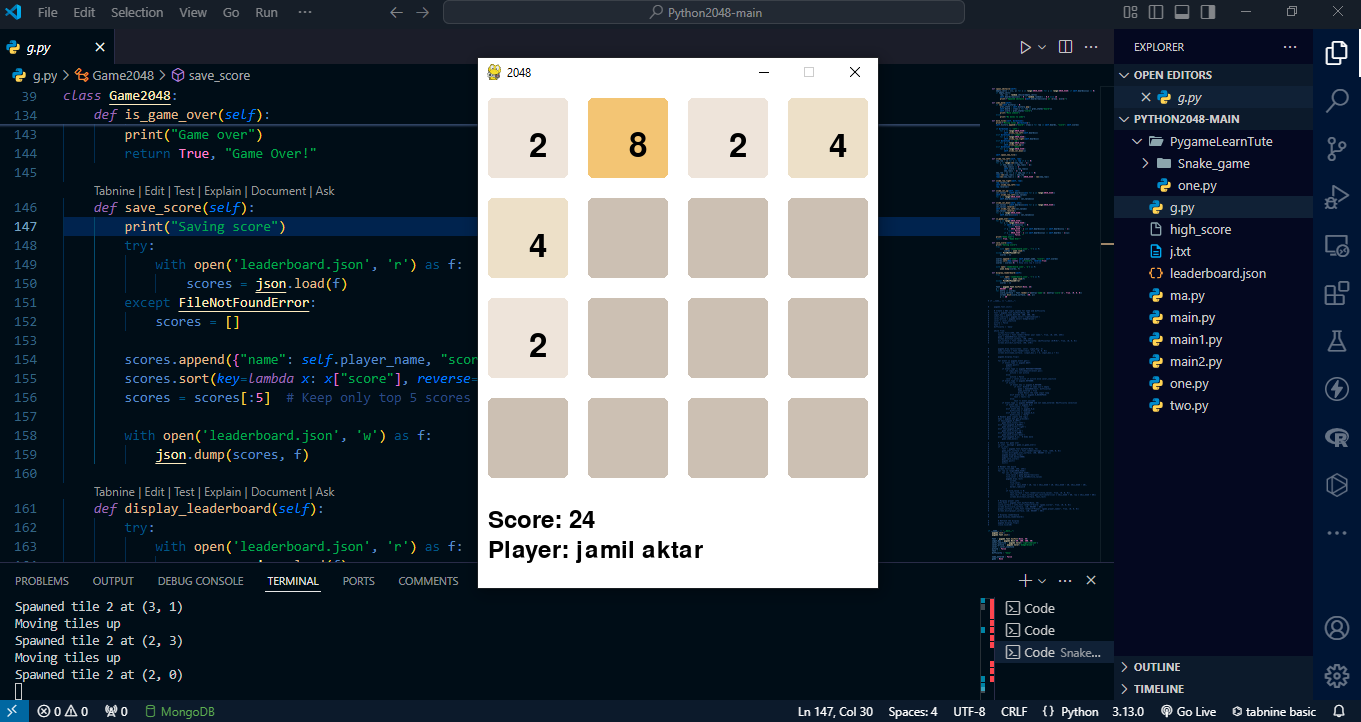 File Edit Selection View Go Run ··· Python2048-main
g.py
g.py > Game2048 > save_score
39 class Game2048:
134 def is_game_over(self):
143 print("Game over")
144 return True, "Game Over!"
145
Tabnine | Edit | Test | Explain | Document | Ask
146 def save_score(self):
147 print("Saving score")
148 try:
149 with open('leaderboard.json', 'r') as f:
150 scores = json.load(f)
151 except FileNotFoundError:
152 scores = []
153
154 scores.append({"name": self.player_name, "scor
155 scores.sort(key=lambda x: x["score"], reverse=
156 scores = scores[:5] # Keep only top 5 scores
157
158 with open('leaderboard.json', 'w') as f:
159 json.dump(scores, f)
160
Tabnine | Edit | Test | Explain | Document | Ask
161 def display_leaderboard(self):
162 try:
163 with open('leaderboard.json', 'r') as f:
2048
2 8 2 4
4
2
Score: 24
Player: jamil aktar
EXPLORER
OPEN EDITORS
g.py
PYTHON2048-MAIN
PygameLearnTute
Snake_game
one.py
g.py
high_score
j.txt
leaderboard.json
ma.py
main.py
main1.py
main2.py
one.py
two.py
OUTLINE
TIMELINE
PROBLEMS OUTPUT DEBUG CONSOLE TERMINAL PORTS COMMENTS
Spawned tile 2 at (3, 1)
Moving tiles up
Spawned tile 2 at (2, 3)
Moving tiles up
Spawned tile 2 at (2, 0)
Code
Code
Code Snake...
0 0 0 MongoDB Ln 147, Col 30 Spaces: 4 UTF-8 CRLF {} Python 3.13.0 Go Live tabnine basic